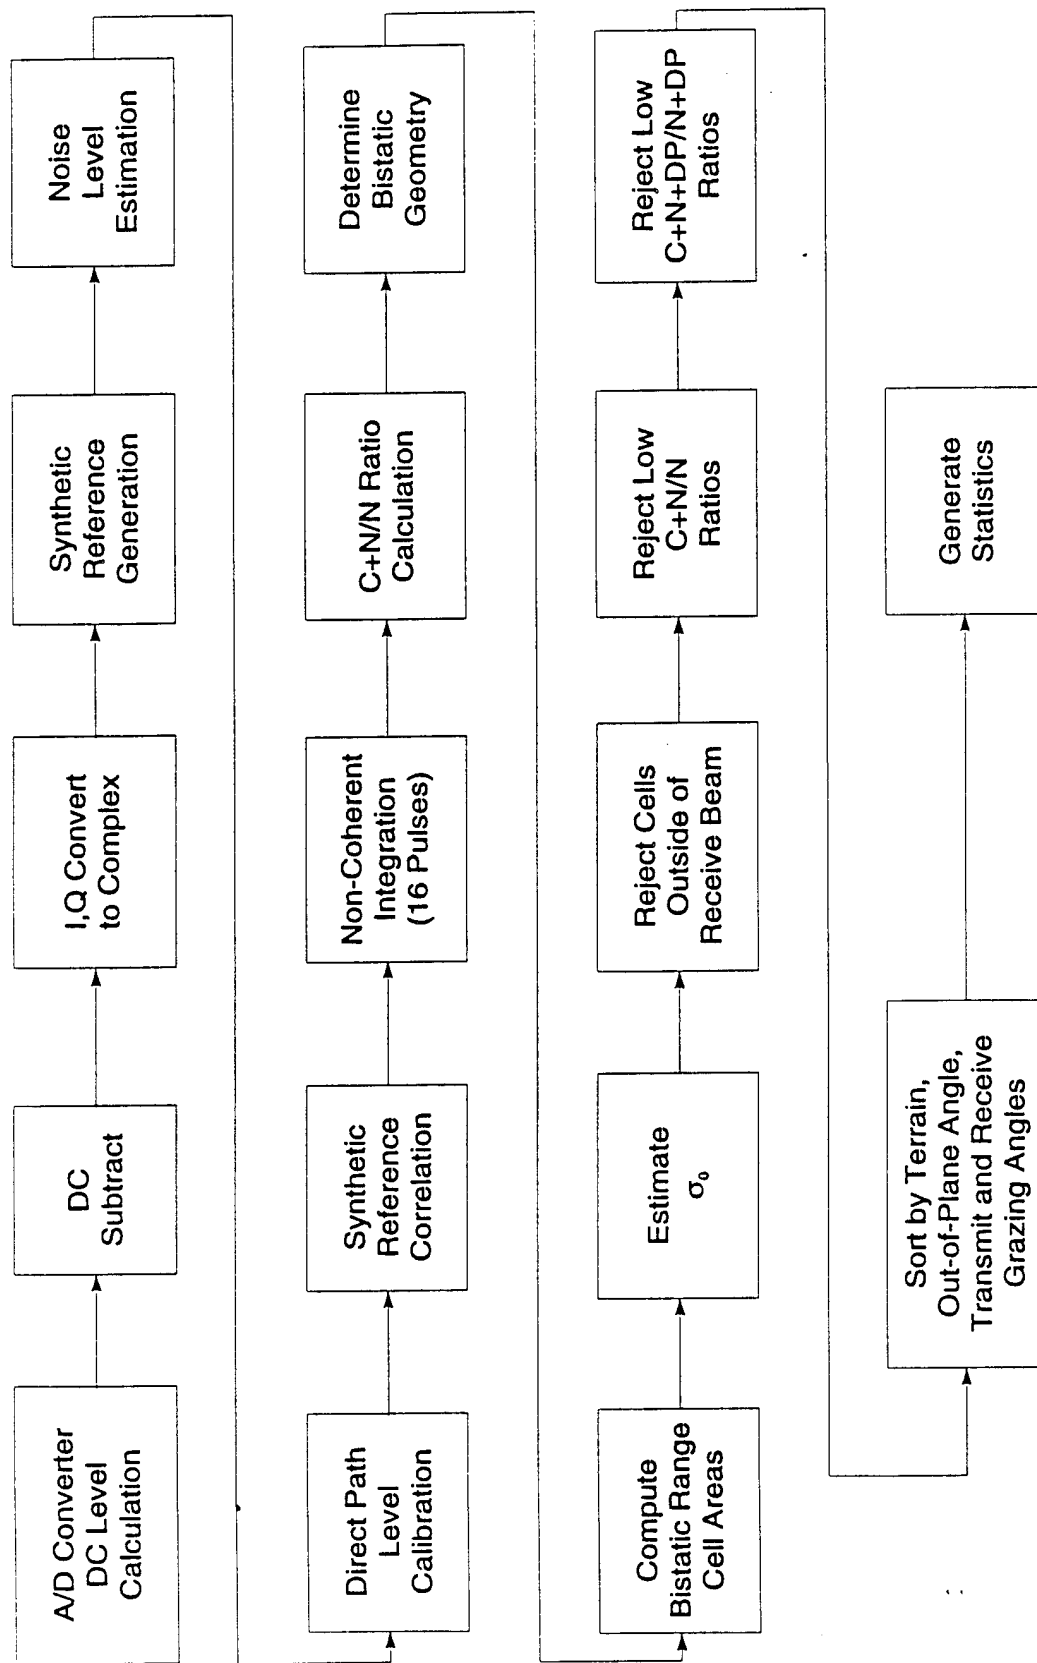 A/D Converter
DC Level
Calculation
DC
Subtract
I,Q Convert
to Complex
Synthetic
Reference
Generation
Noise
Level
Estimation
Direct Path
Level
Calibration
Synthetic
Reference
Correlation
Non-Coherent
Integration
(16 Pulses)
C+N/N Ratio
Calculation
Determine
Bistatic
Geometry
Compute
Bistatic Range
Cell Areas
Estimate
σ₀
Reject Cells
Outside of
Receive Beam
Reject Low
C+N/N
Ratios
Reject Low
C+N+DP/N+DP
Ratios
Sort by Terrain,
Out-of-Plane Angle,
Transmit and Receive
Grazing Angles
Generate
Statistics